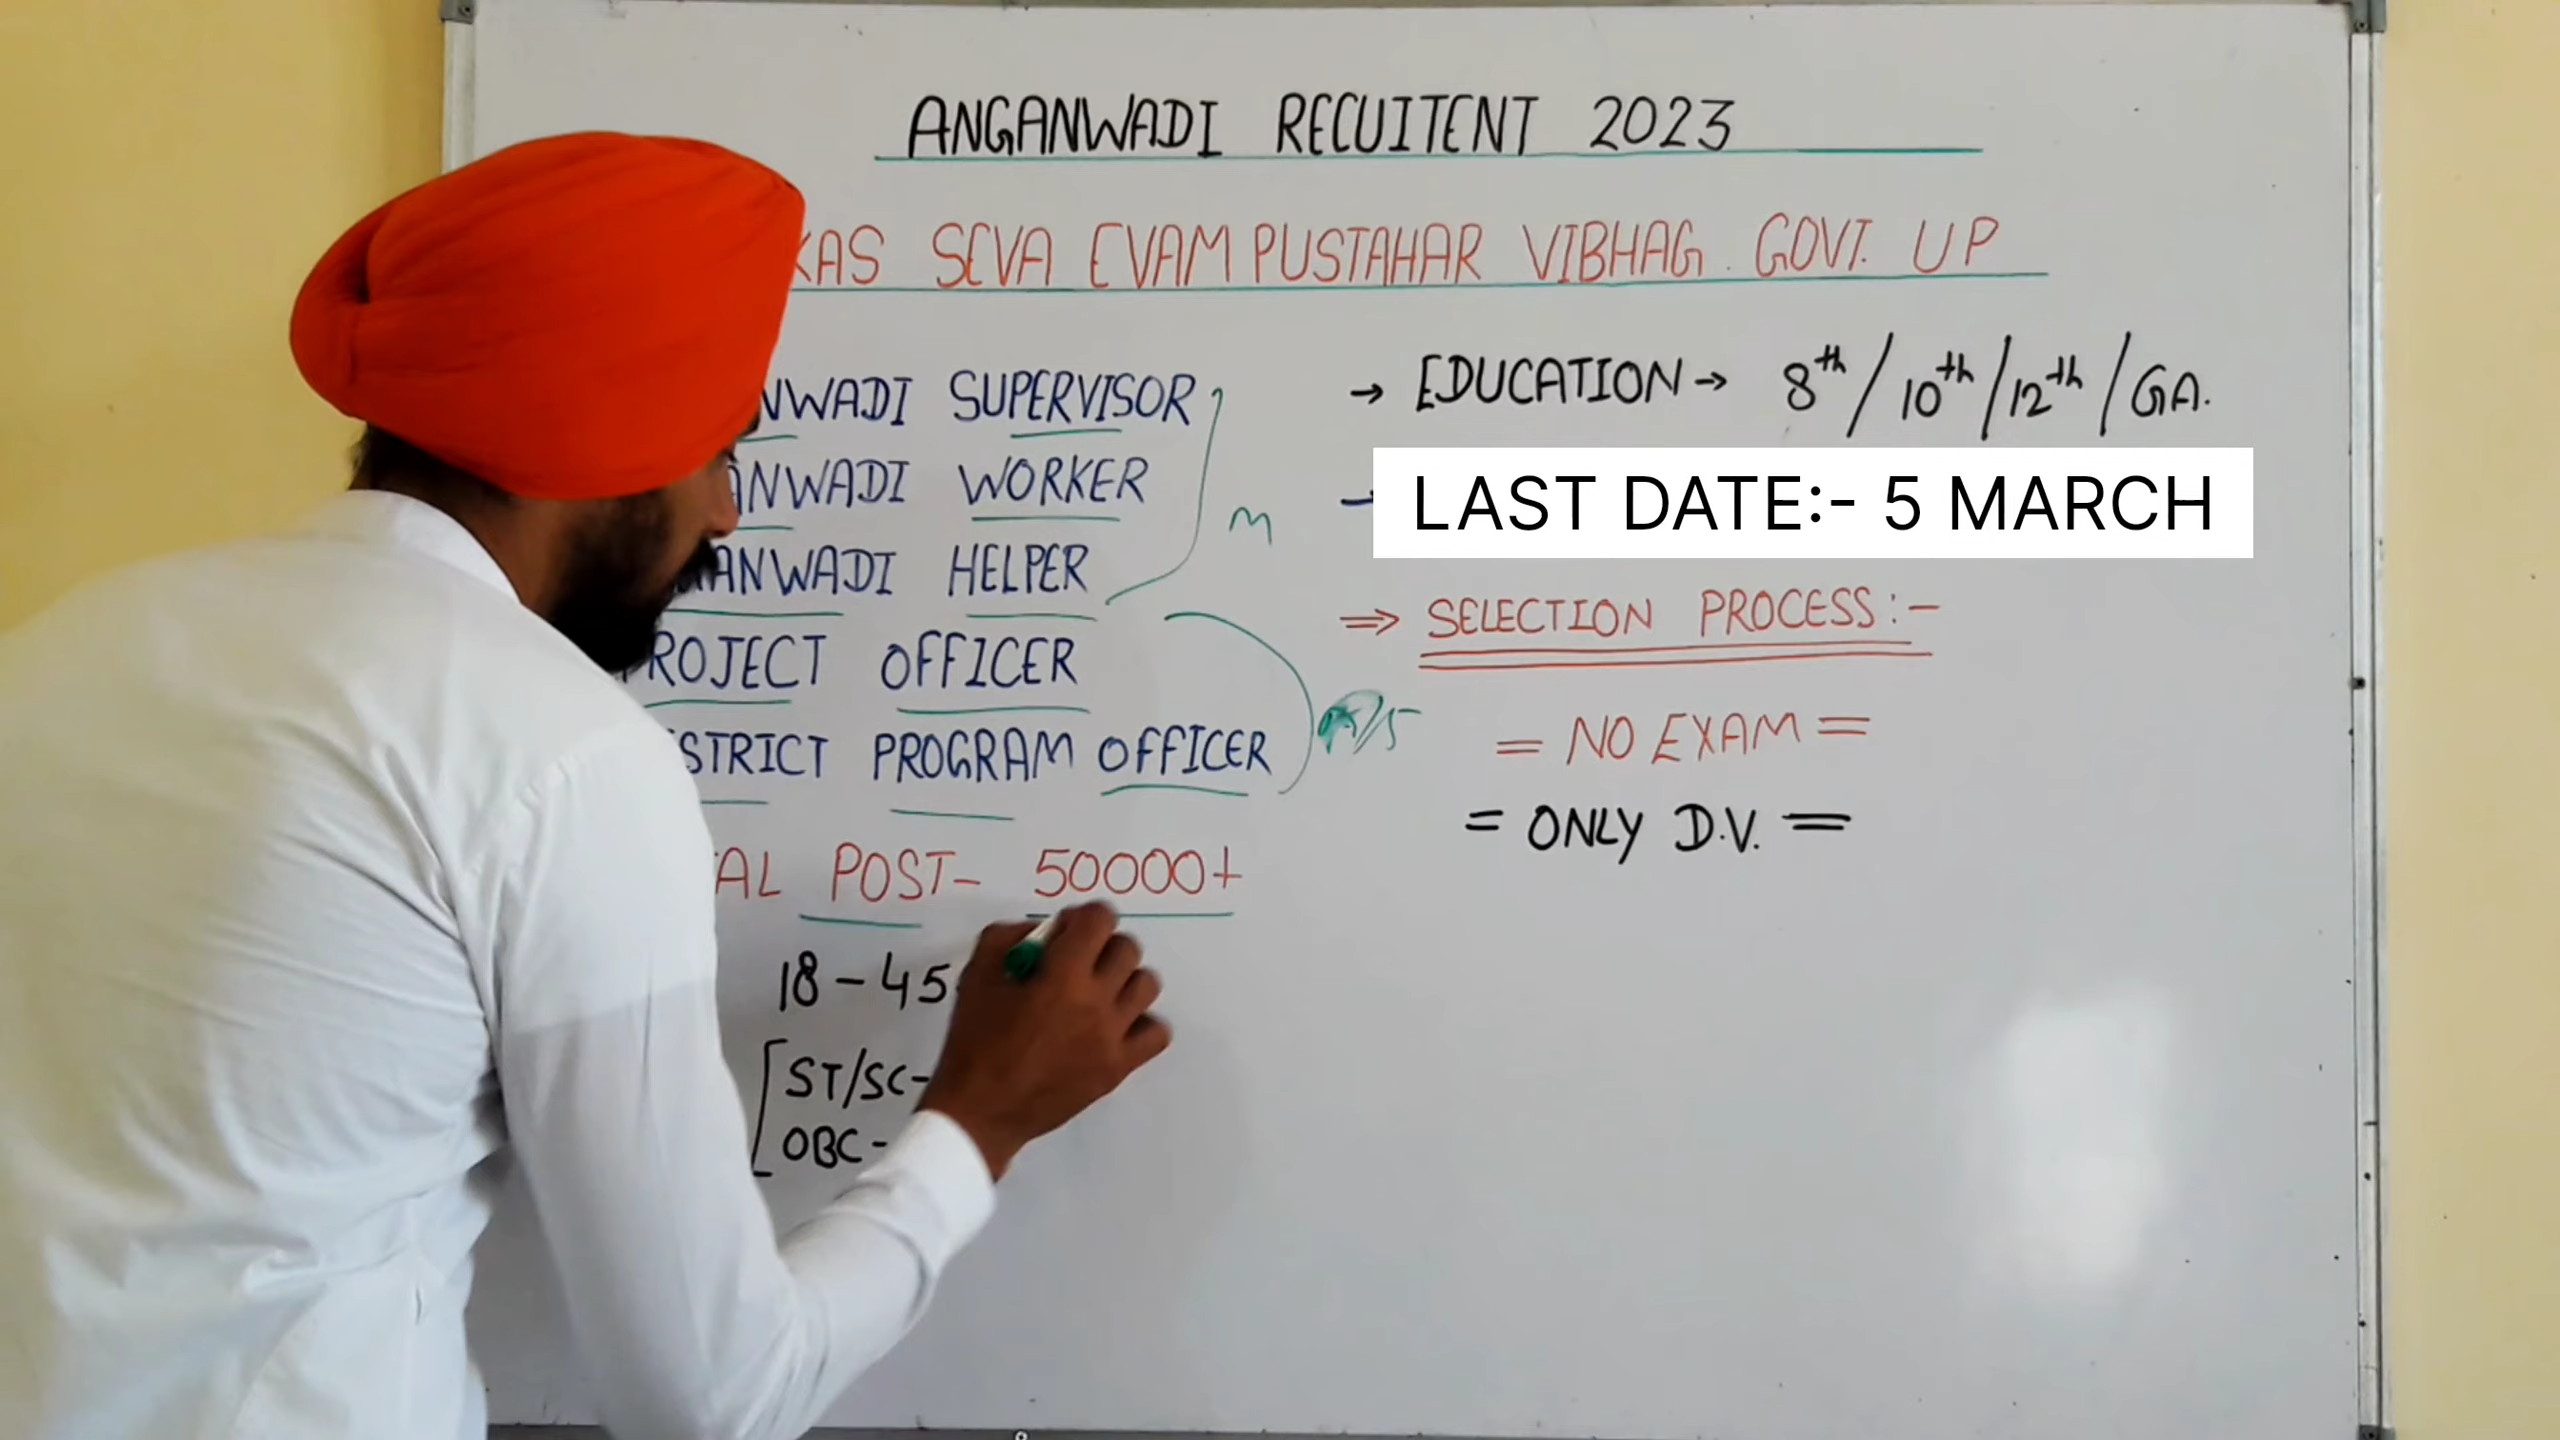 ANGANWADI RECUITENT 2023
KAS SEVA EVAM PUSTAHAR VIBHAG. GOVT. UP
NWADI SUPERVISOR
ANWADI WORKER
ANWADI HELPER
M
ROJECT OFFICER
STRICT PROGRAM OFFICER
AL POST- 50000+
18-45
ST/SC-
OBC-
→ EDUCATION → 8th/10th/12th/GA.
LAST DATE:- 5 MARCH
⇒ SELECTION PROCESS:-
= NO EXAM =
= ONLY D.V. =